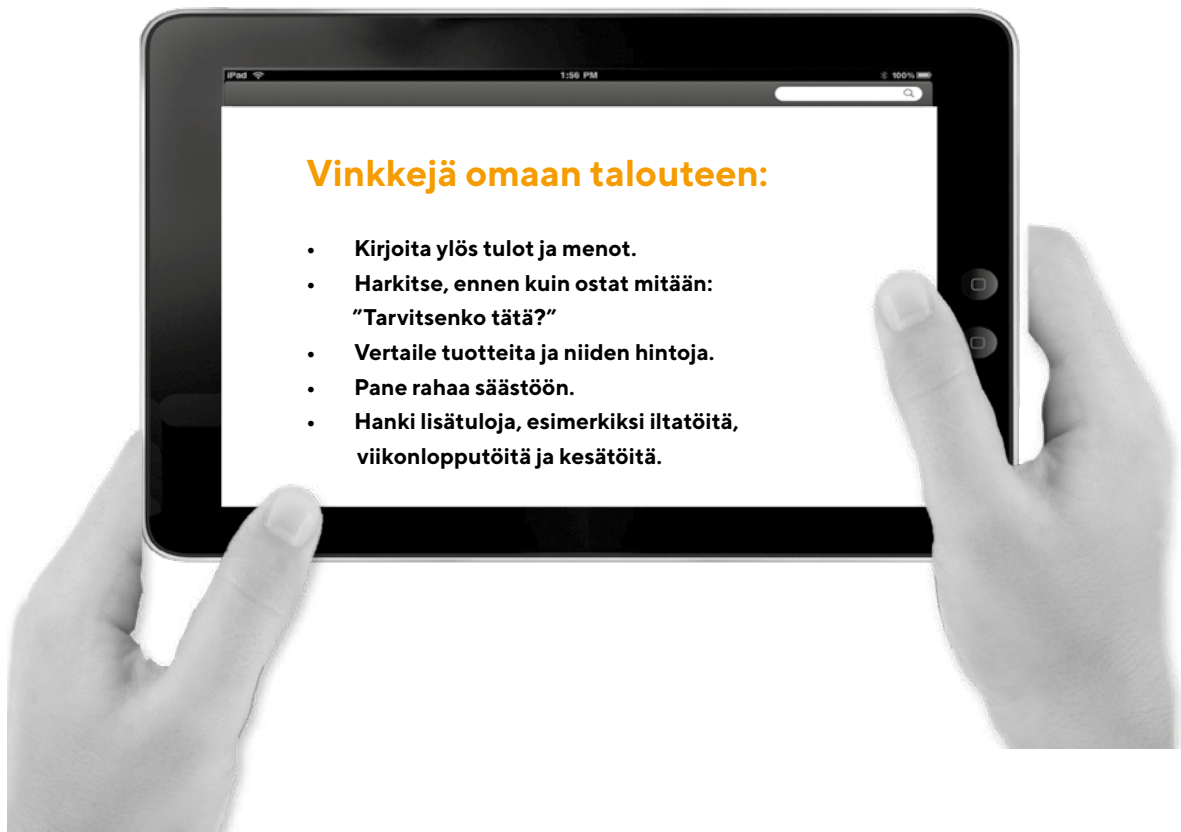 iPad 1:56 PM 100%
Vinkkejä omaan talouteen:
• Kirjoita ylös tulot ja menot.
• Harkitse, ennen kuin ostat mitään:
”Tarvitsenko tätä?”
• Vertaile tuotteita ja niiden hintoja.
• Pane rahaa säästöön.
• Hanki lisätuloja, esimerkiksi iltatöitä,
viikonlopputöitä ja kesätöitä.